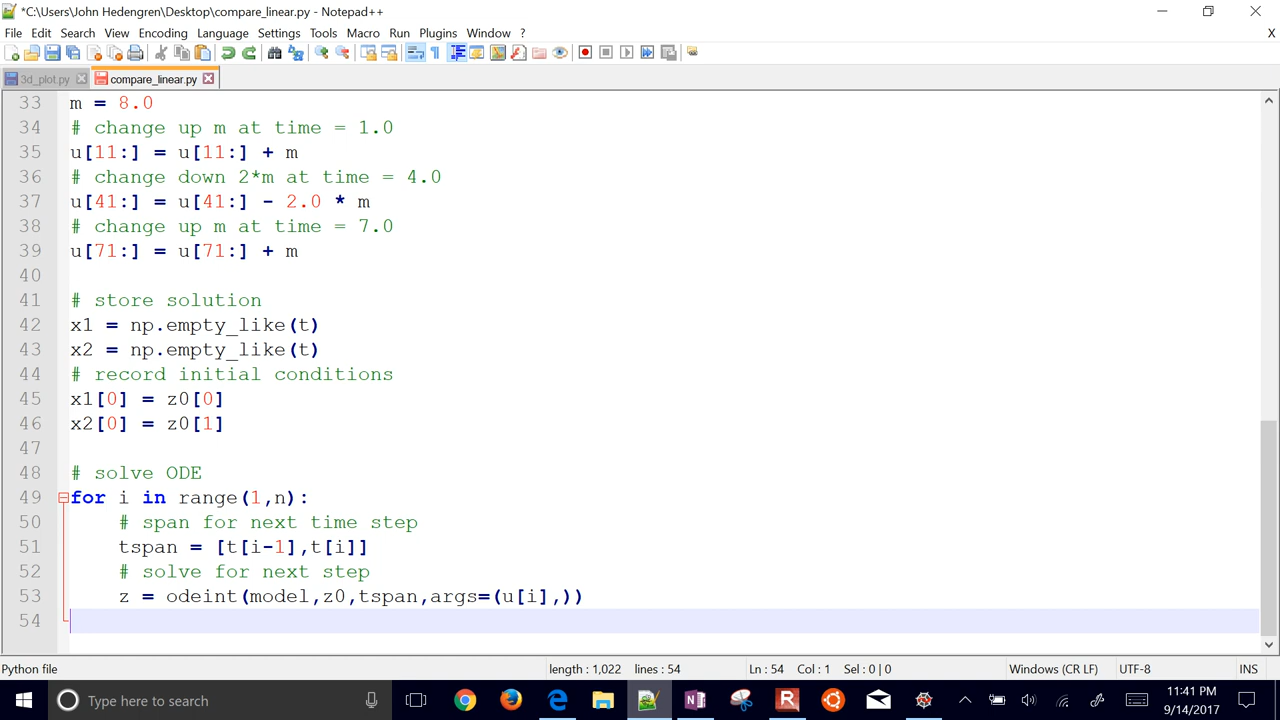 *C:\Users\John Hedengren\Desktop\compare_linear.py - Notepad++
File Edit Search View Encoding Language Settings Tools Macro Run Plugins Window ? X
3d_plot.py compare_linear.py
33 m = 8.0
34 # change up m at time = 1.0
35 u[11:] = u[11:] + m
36 # change down 2*m at time = 4.0
37 u[41:] = u[41:] - 2.0 * m
38 # change up m at time = 7.0
39 u[71:] = u[71:] + m
40
41 # store solution
42 x1 = np.empty_like(t)
43 x2 = np.empty_like(t)
44 # record initial conditions
45 x1[0] = z0[0]
46 x2[0] = z0[1]
47
48 # solve ODE
49 for i in range(1,n):
50 # span for next time step
51 tspan = [t[i-1],t[i]]
52 # solve for next step
53 z = odeint(model,z0,tspan,args=(u[i],))
54
Python file length : 1,022 lines : 54 Ln : 54 Col : 1 Sel : 0 | 0 Windows (CR LF) UTF-8 INS
Type here to search 11:41 PM
9/14/2017